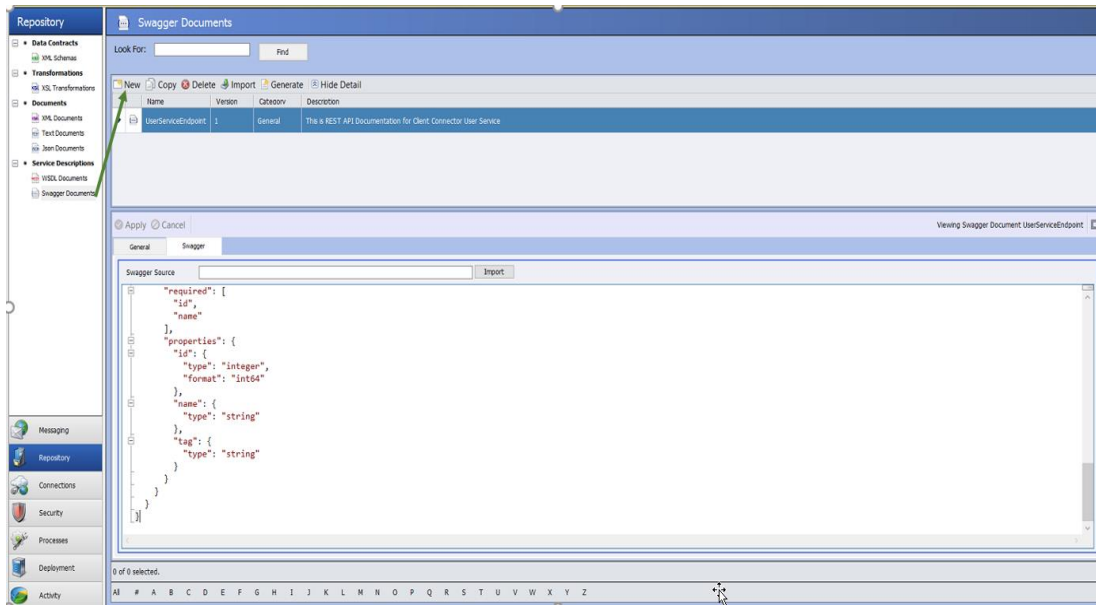 Repository
Data Contracts
XML Schemas
Transformations
XSL Transformations
Documents
XML Documents
Text Documents
Json Documents
Service Descriptions
WSDL Documents
Swagger Documents
Messaging
Repository
Connections
Security
Processes
Deployment
Activity
Swagger Documents
Look For: Find
New Copy Delete Import Generate Hide Detail
Name Version Category Description
UserServiceEndpoint 1 General This is REST API Documentation for Client Connector User Service
Apply Cancel Viewing Swagger Document UserServiceEndpoint
General Swagger
Swagger Source Import
"required": [
"id",
"name"
],
"properties": {
"id": {
"type": "integer",
"format": "int64"
},
"name": {
"type": "string"
},
"tag": {
"type": "string"
}
}
}
}
}
0 of 0 selected.
All # A B C D E F G H I J K L M N O P Q R S T U V W X Y Z